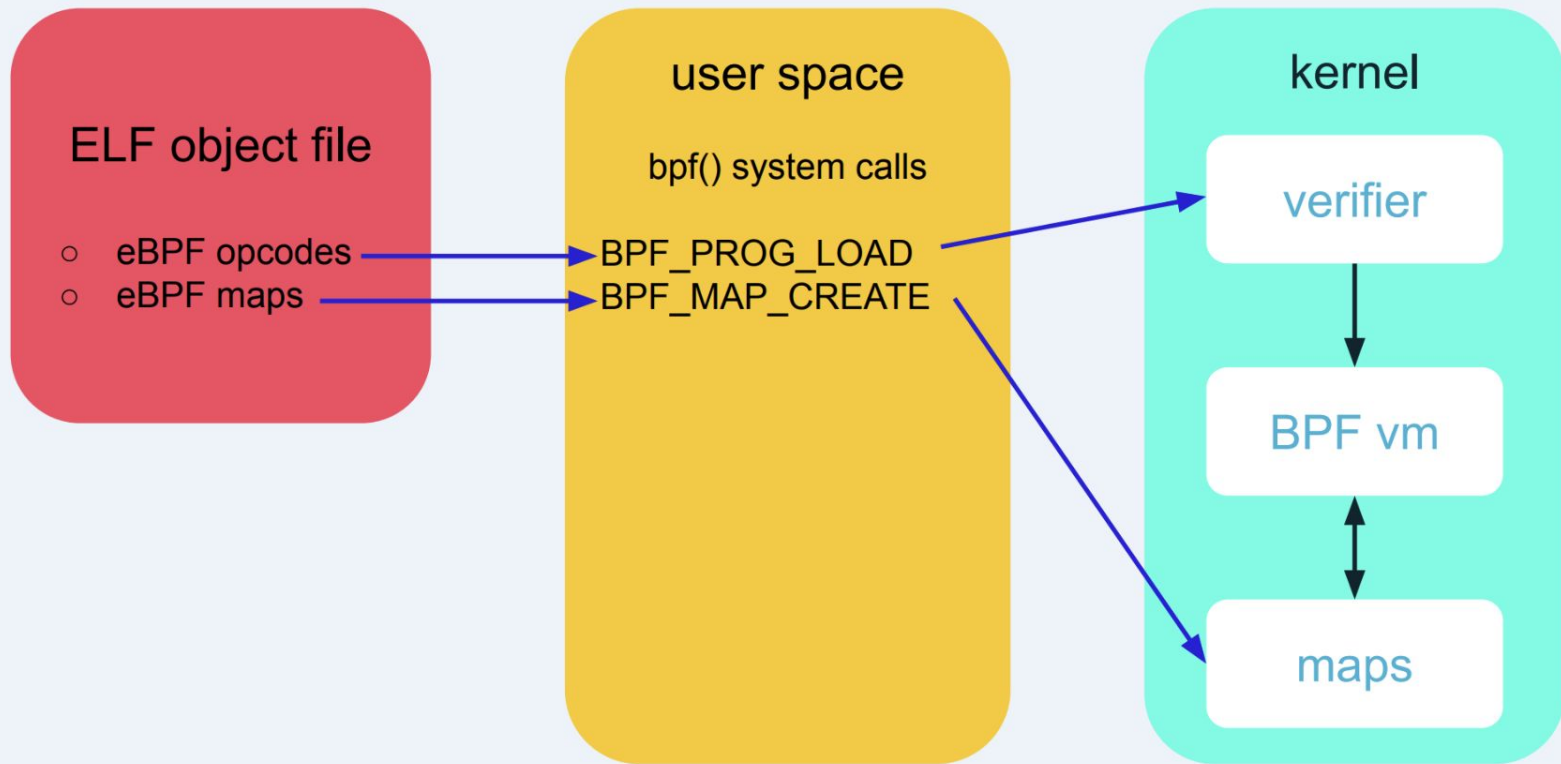 ELF object file
○ eBPF opcodes
○ eBPF maps
user space
bpf() system calls
BPF_PROG_LOAD
BPF_MAP_CREATE
kernel
verifier
BPF vm
maps